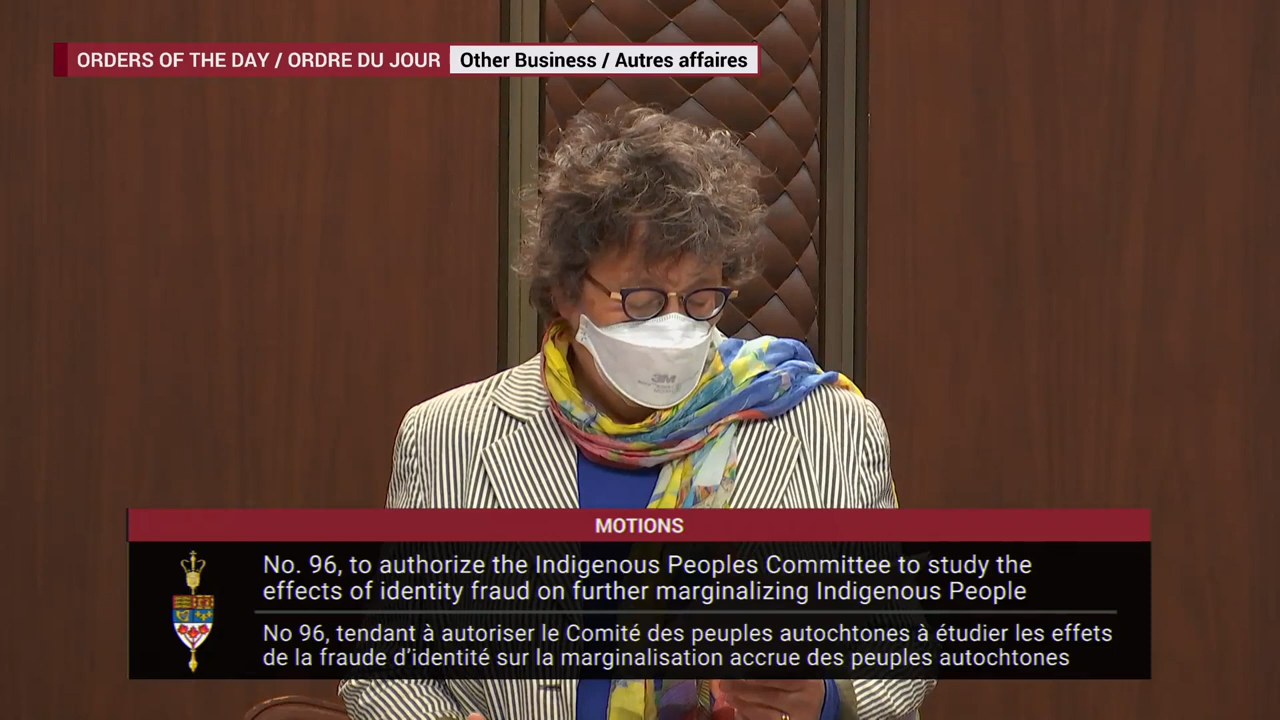 ORDERS OF THE DAY / ORDRE DU JOUR Other Business / Autres affaires
3M
MOTIONS
No. 96, to authorize the Indigenous Peoples Committee to study the
effects of identity fraud on further marginalizing Indigenous People
No 96, tendant à autoriser le Comité des peuples autochtones à étudier les effets
de la fraude d'identité sur la marginalisation accrue des peuples autochtones